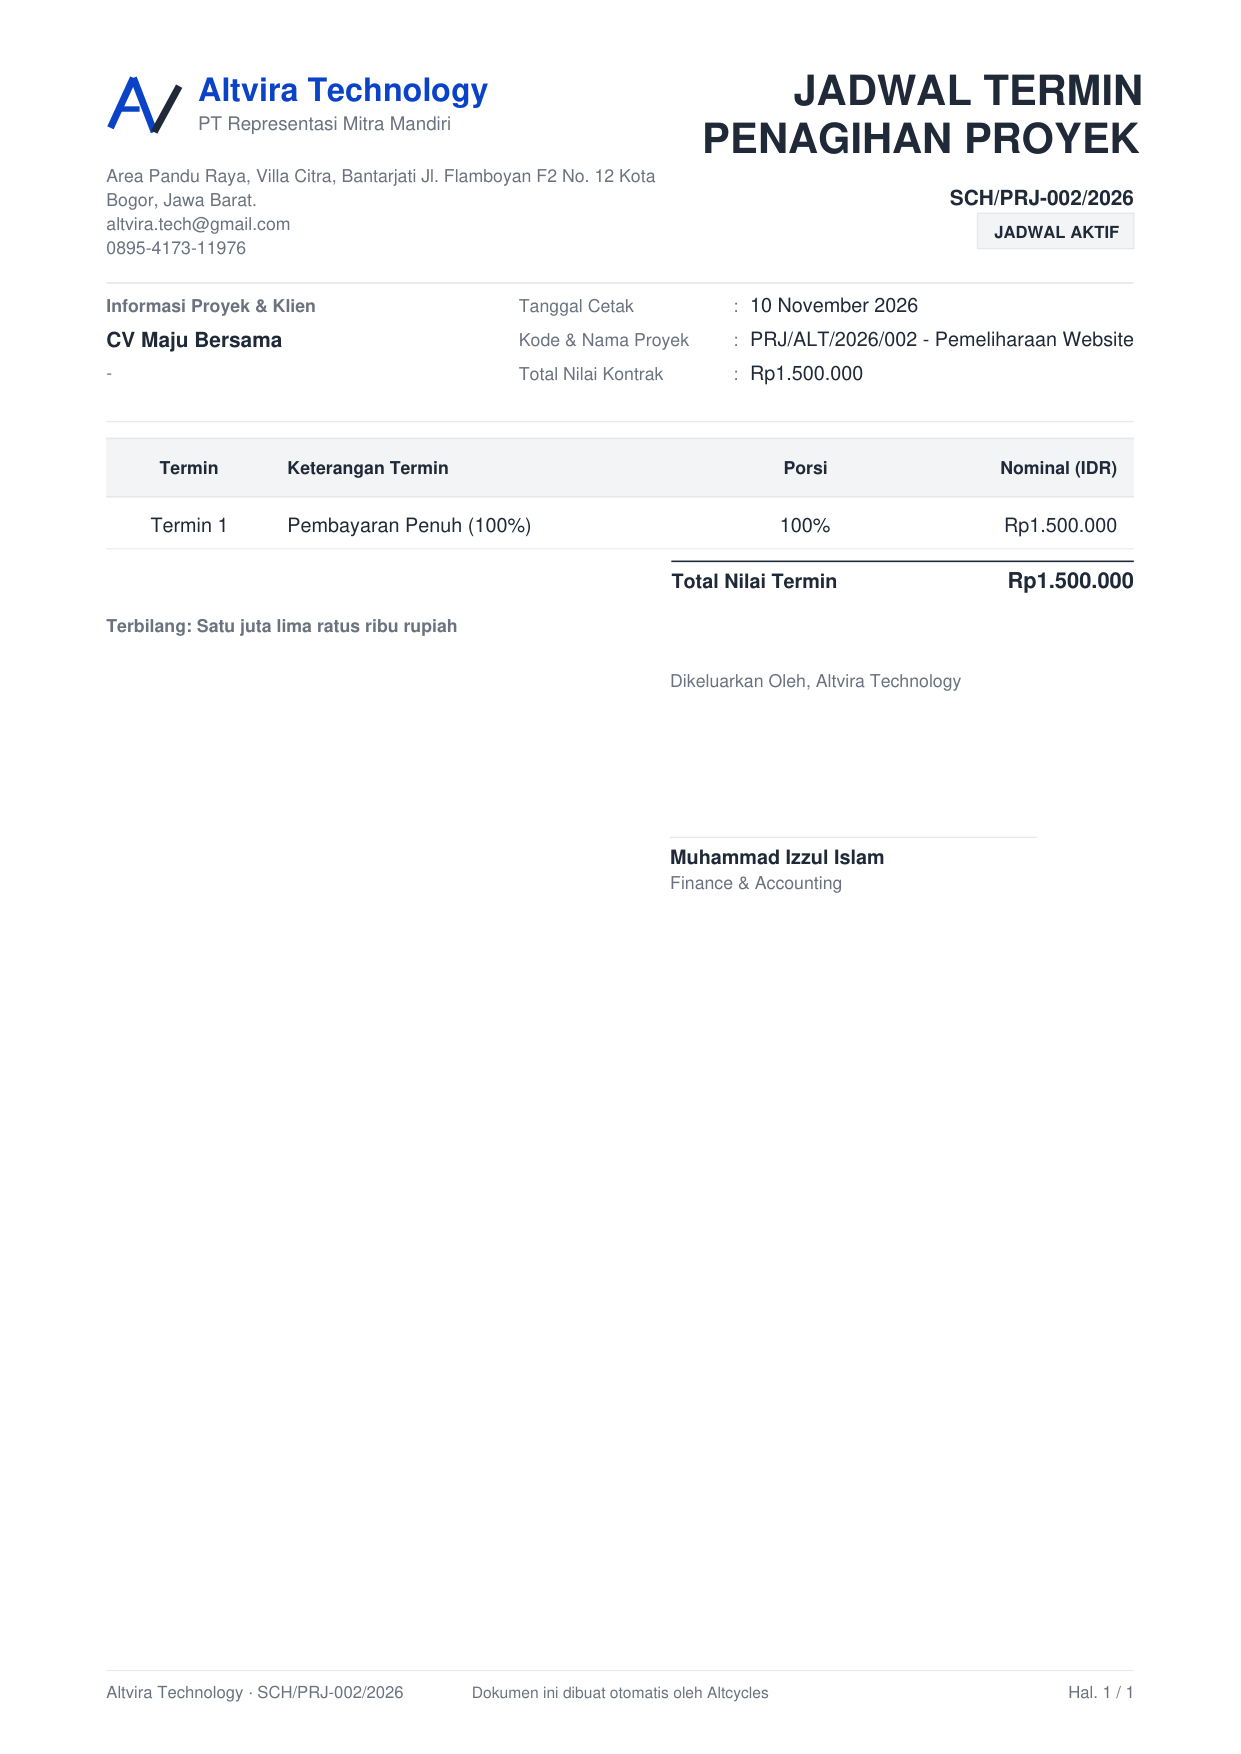 Altvira Technology
PT Representasi Mitra Mandiri
Area Pandu Raya, Villa Citra, Bantarjati Jl. Flamboyan F2 No. 12 Kota
Bogor, Jawa Barat.
altvira.tech@gmail.com
0895-4173-11976
JADWAL TERMIN
PENAGIHAN PROYEK
SCH/PRJ-002/2026
JADWAL AKTIF
Informasi Proyek & Klien
CV Maju Bersama
-
Tanggal Cetak : 10 November 2026
Kode & Nama Proyek : PRJ/ALT/2026/002 - Pemeliharaan Website
Total Nilai Kontrak : Rp1.500.000
Termin Keterangan Termin Porsi Nominal (IDR)
Termin 1 Pembayaran Penuh (100%) 100% Rp1.500.000
Total Nilai Termin Rp1.500.000
Terbilang: Satu juta lima ratus ribu rupiah
Dikeluarkan Oleh, Altvira Technology
Muhammad Izzul Islam
Finance & Accounting
Altvira Technology · SCH/PRJ-002/2026 Dokumen ini dibuat otomatis oleh Altcycles Hal. 1 / 1